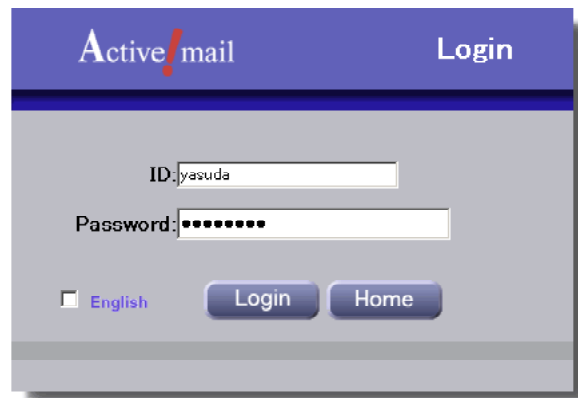 Active!mail Login
ID: yasuda
Password: ●●●●●●●●
English Login Home